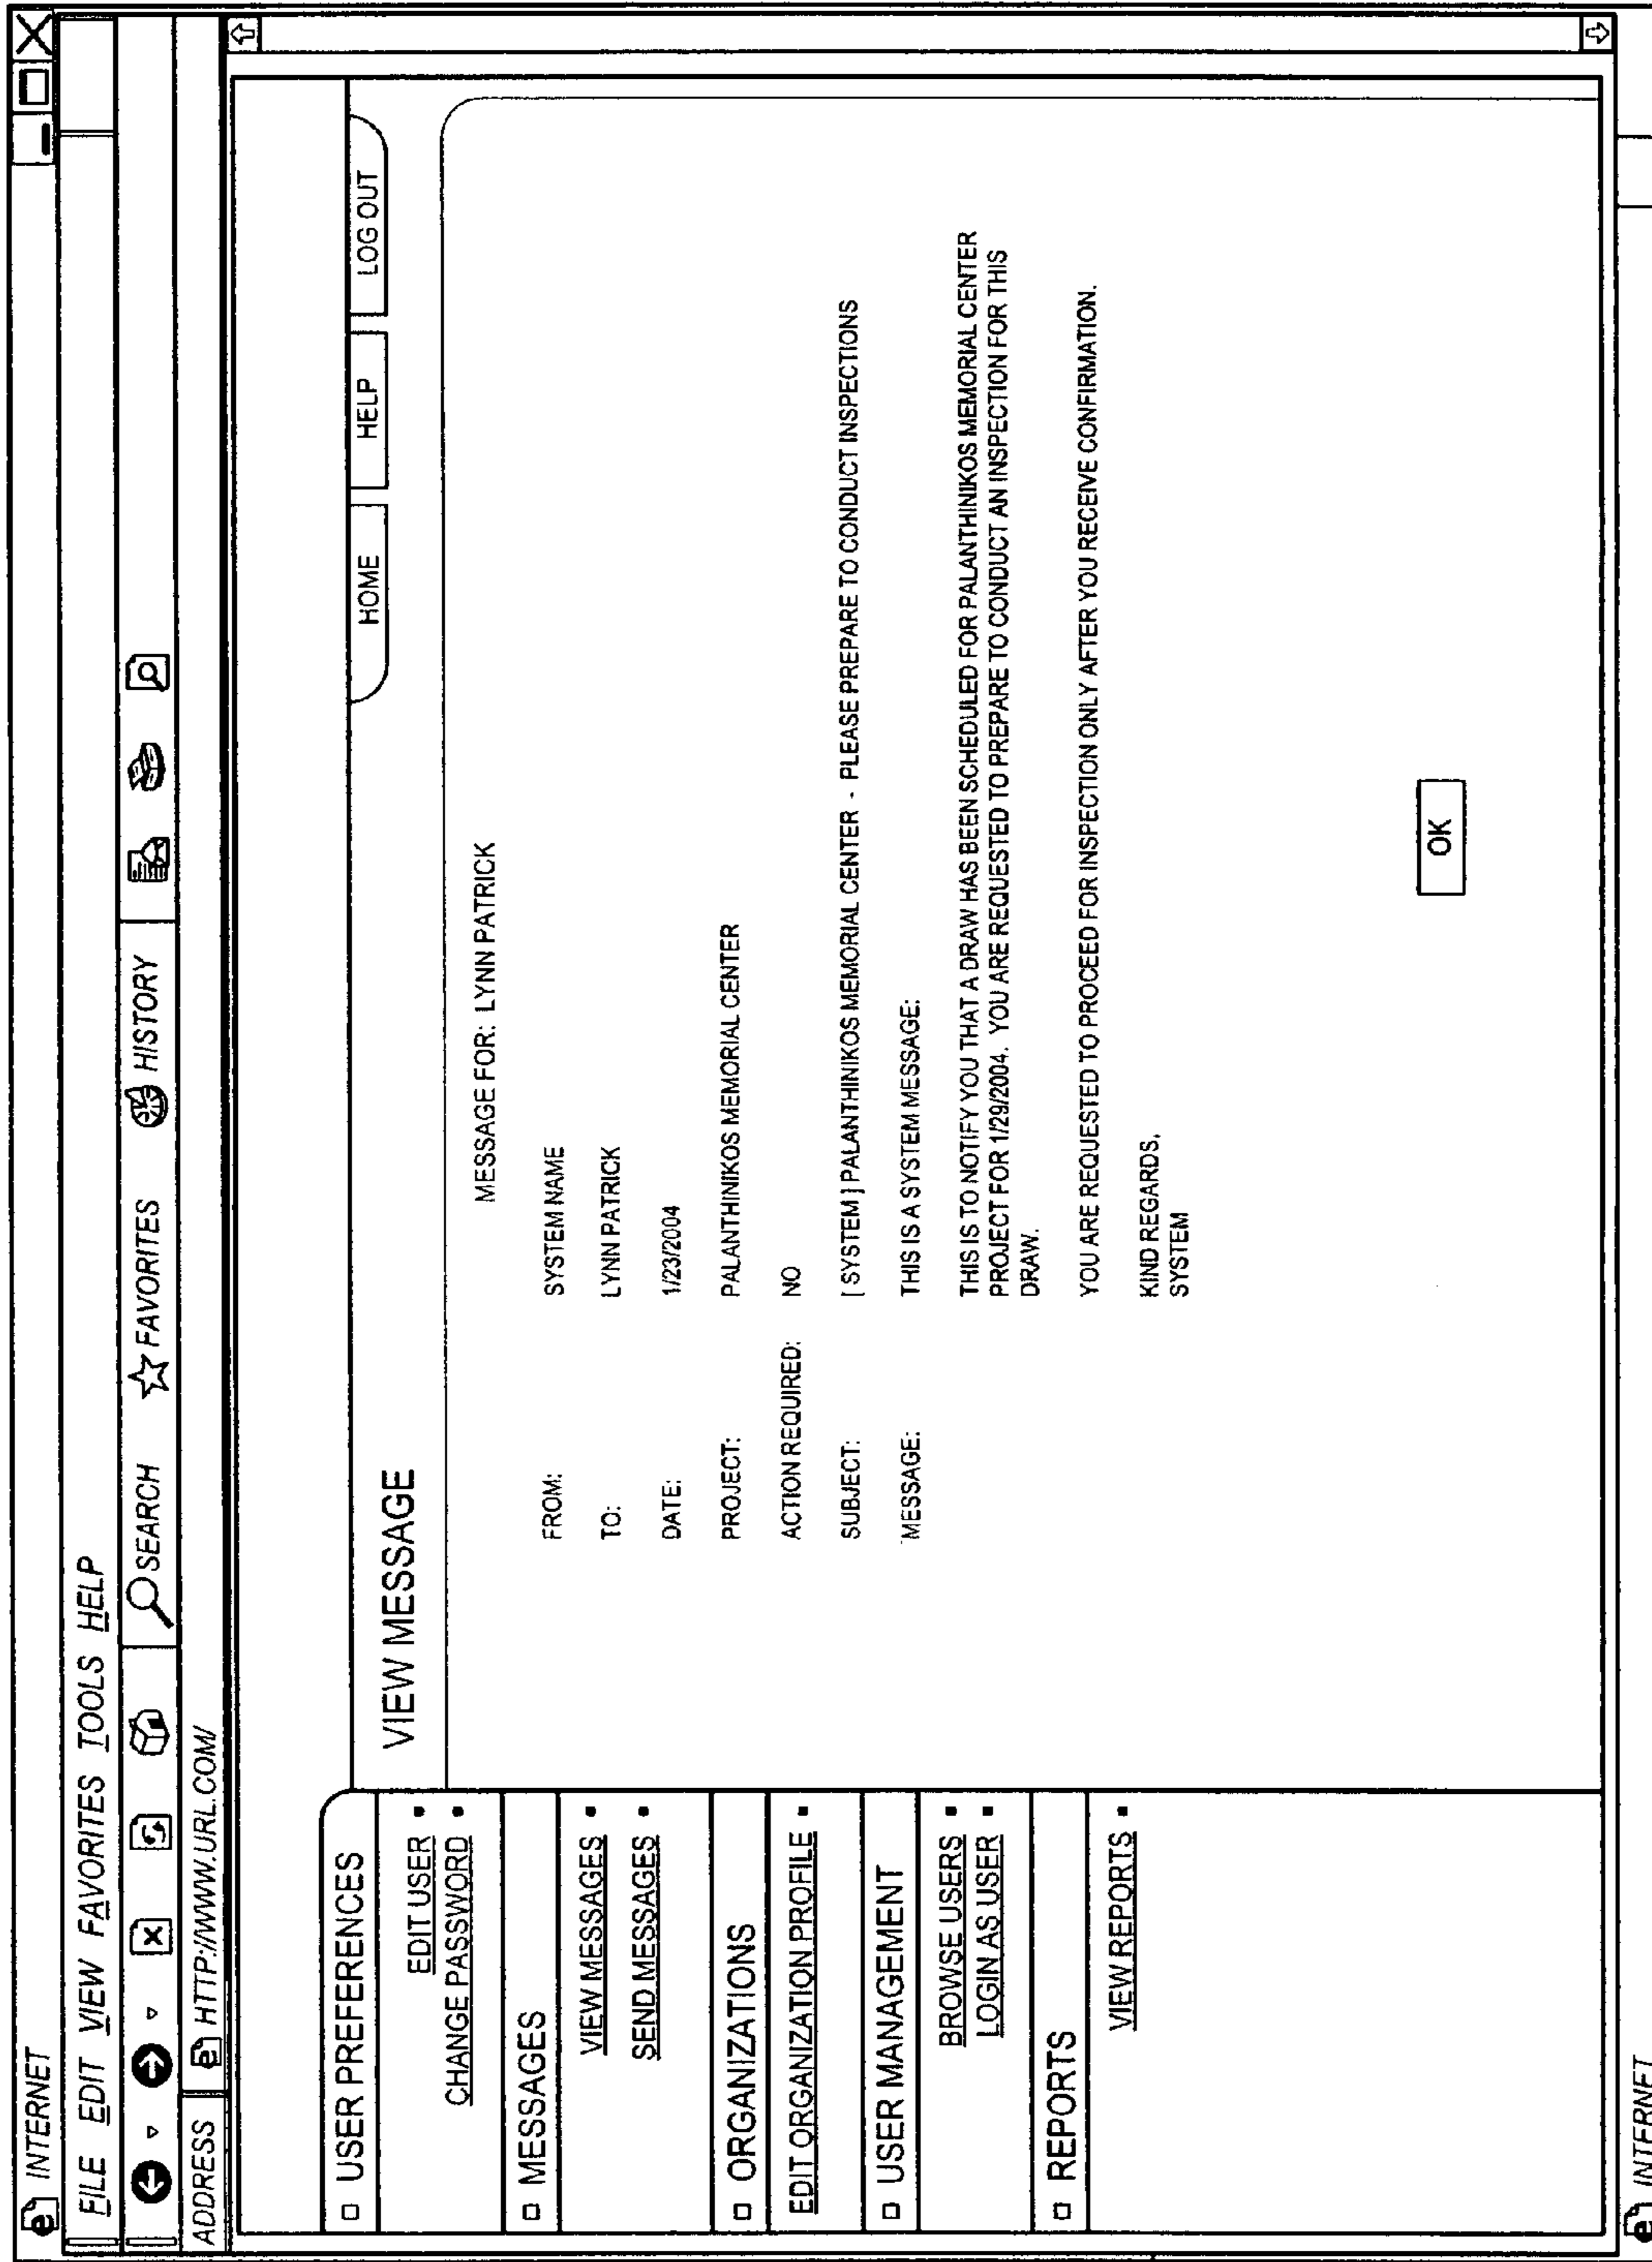 INTERNET
FILE EDIT VIEW FAVORITES TOOLS HELP
SEARCH FAVORITES HISTORY
ADDRESS HTTP://WWW.URL.COM/
HOME HELP LOG OUT
USER PREFERENCES
EDIT USER
CHANGE PASSWORD
MESSAGES
VIEW MESSAGES
SEND MESSAGES
ORGANIZATIONS
EDIT ORGANIZATION PROFILE
USER MANAGEMENT
BROWSE USERS
LOGIN AS USER
REPORTS
VIEW REPORTS
VIEW MESSAGE
MESSAGE FOR: LYNN PATRICK
FROM: SYSTEM NAME
TO: LYNN PATRICK
DATE: 1/23/2004
PROJECT: PALANTHINIKOS MEMORIAL CENTER
ACTION REQUIRED: NO
SUBJECT: [ SYSTEM ] PALANTHINIKOS MEMORIAL CENTER - PLEASE PREPARE TO CONDUCT INSPECTIONS
MESSAGE: THIS IS A SYSTEM MESSAGE:
THIS IS TO NOTIFY YOU THAT A DRAW HAS BEEN SCHEDULED FOR PALANTHINIKOS MEMORIAL CENTER
PROJECT FOR 1/29/2004. YOU ARE REQUESTED TO PREPARE TO CONDUCT AN INSPECTION FOR THIS
DRAW.
YOU ARE REQUESTED TO PROCEED FOR INSPECTION ONLY AFTER YOU RECEIVE CONFIRMATION.
KIND REGARDS,
SYSTEM
OK
INTERNET